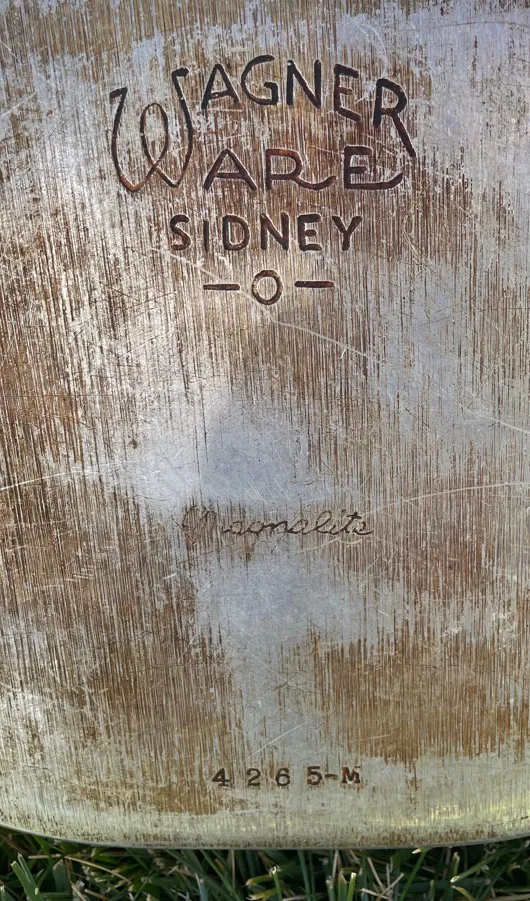 WAGNER
WARE
SIDNEY
-O-
Magnalite
4265-M